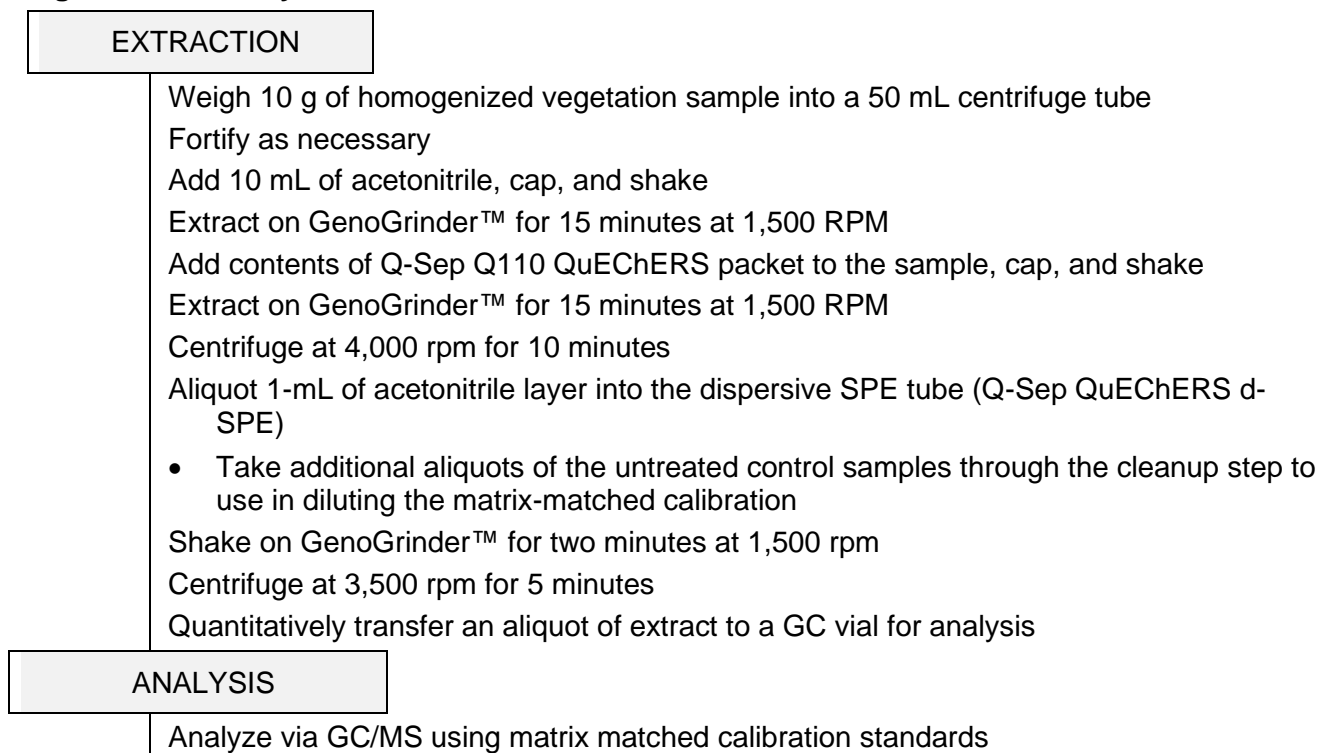 EXTRACTION
Weigh 10 g of homogenized vegetation sample into a 50 mL centrifuge tube
Fortify as necessary
Add 10 mL of acetonitrile, cap, and shake
Extract on GenoGrinder™ for 15 minutes at 1,500 RPM
Add contents of Q-Sep Q110 QuEChERS packet to the sample, cap, and shake
Extract on GenoGrinder™ for 15 minutes at 1,500 RPM
Centrifuge at 4,000 rpm for 10 minutes
Aliquot 1-mL of acetonitrile layer into the dispersive SPE tube (Q-Sep QuEChERS d-
SPE)
• Take additional aliquots of the untreated control samples through the cleanup step to
use in diluting the matrix-matched calibration
Shake on GenoGrinder™ for two minutes at 1,500 rpm
Centrifuge at 3,500 rpm for 5 minutes
Quantitatively transfer an aliquot of extract to a GC vial for analysis
ANALYSIS
Analyze via GC/MS using matrix matched calibration standards